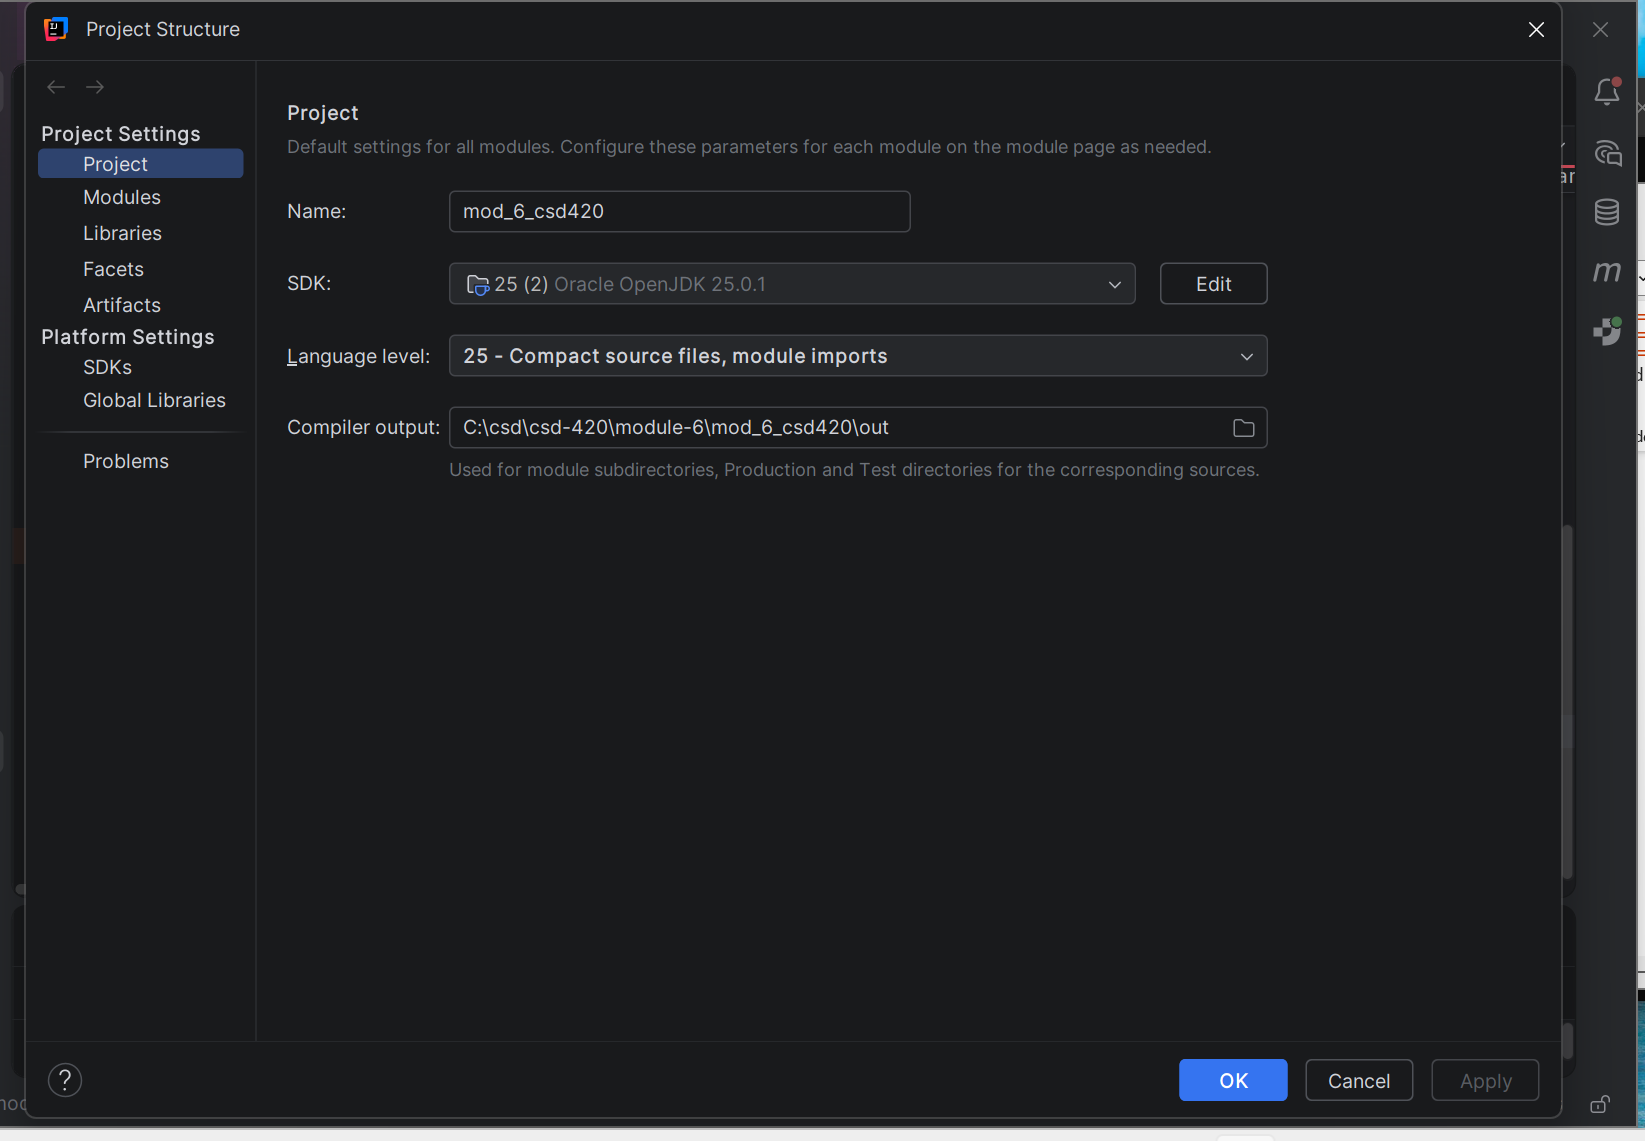 Project Structure
Project Settings
Project
Modules
Libraries
Facets
Artifacts
Platform Settings
SDKs
Global Libraries
Problems
Project
Default settings for all modules. Configure these parameters for each module on the module page as needed.
Name: mod_6_csd420
SDK: 25 (2) Oracle OpenJDK 25.0.1 Edit
Language level: 25 - Compact source files, module imports
Compiler output: C:\csd\csd-420\module-6\mod_6_csd420\out
Used for module subdirectories, Production and Test directories for the corresponding sources.
? OK Cancel Apply
m